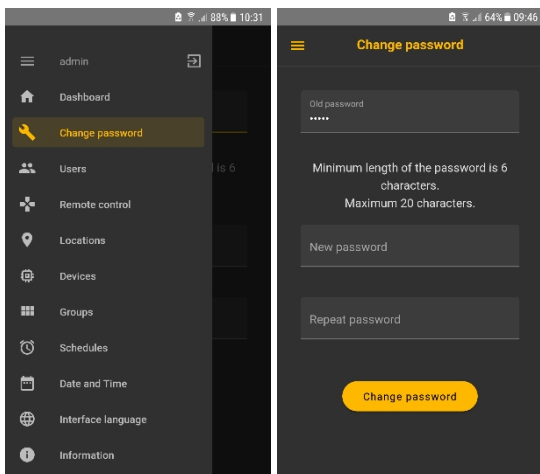 88% 10:31
admin
Dashboard
Change password
Users
Remote control
Locations
Devices
Groups
Schedules
Date and Time
Interface language
Information
is 6
64% 09:46
Change password
Old password
•••••
Minimum length of the password is 6
characters.
Maximum 20 characters.
New password
Repeat password
Change password